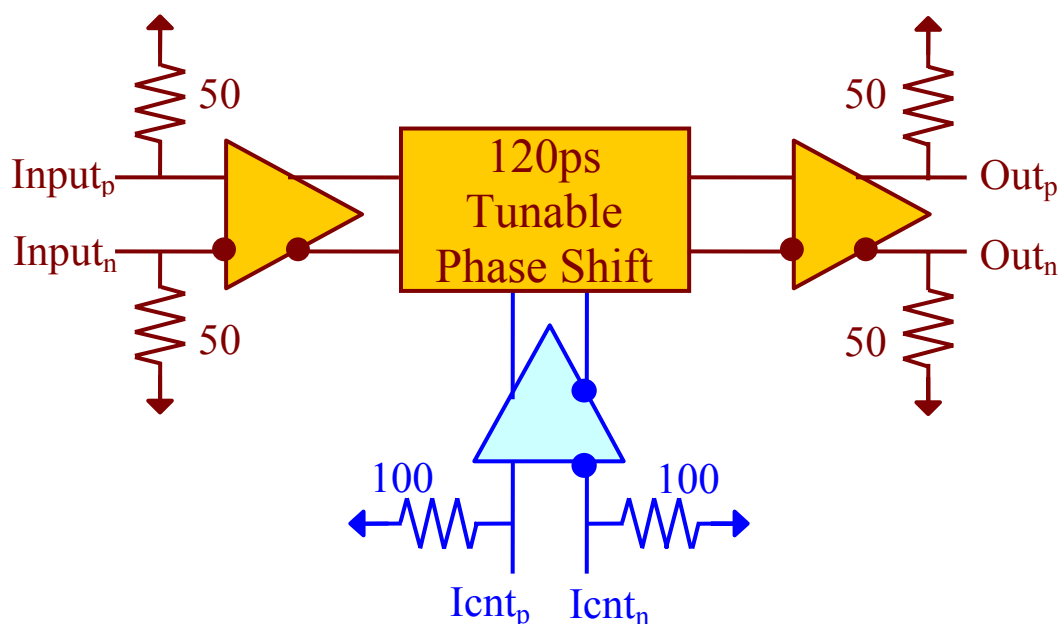 50
50
Input_p
120ps
Tunable
Phase Shift
Out_p
Input_n
Out_n
50
50
100
100
Icnt_p
Icnt_n